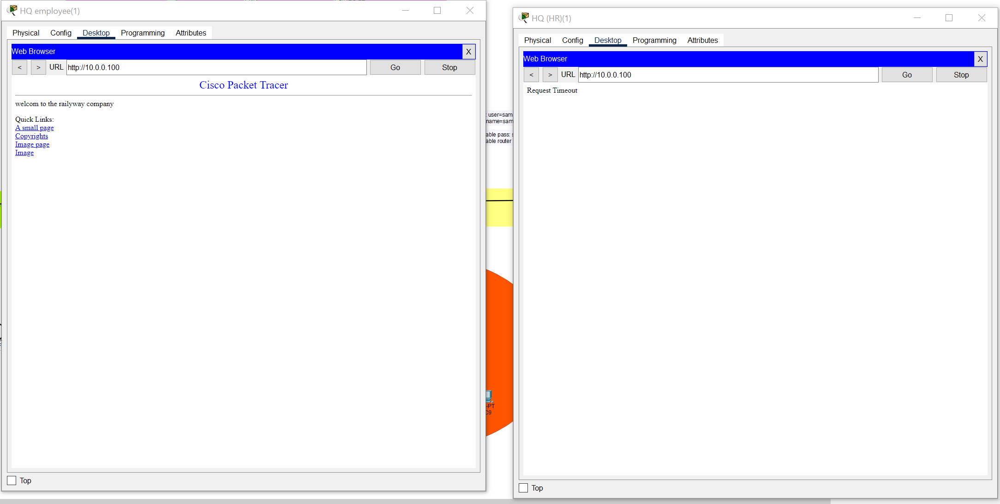 HQ employee(1)
Physical Config Desktop Programming Attributes
Web Browser X
< > URL http://10.0.0.100 Go Stop
Cisco Packet Tracer
welcom to the railyway company
Quick Links:
A small page
Copyrights
Image page
Image
Top
user=sam
name=sam
able pass:
able router
-PT
C9
HQ (HR)(1)
Physical Config Desktop Programming Attributes
Web Browser X
< > URL http://10.0.0.100 Go Stop
Request Timeout
Top